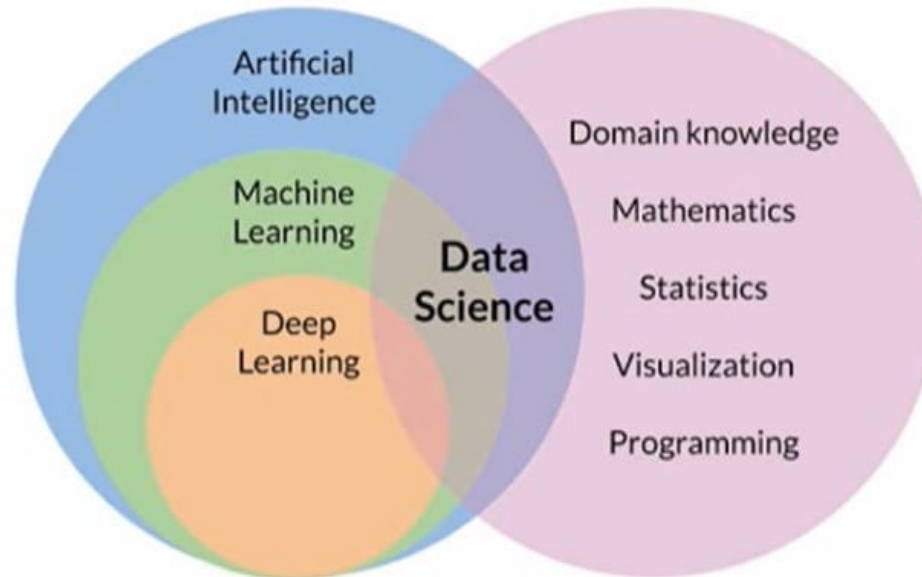 Artificial
Intelligence
Machine
Learning
Deep
Learning
Data
Science
Domain knowledge
Mathematics
Statistics
Visualization
Programming